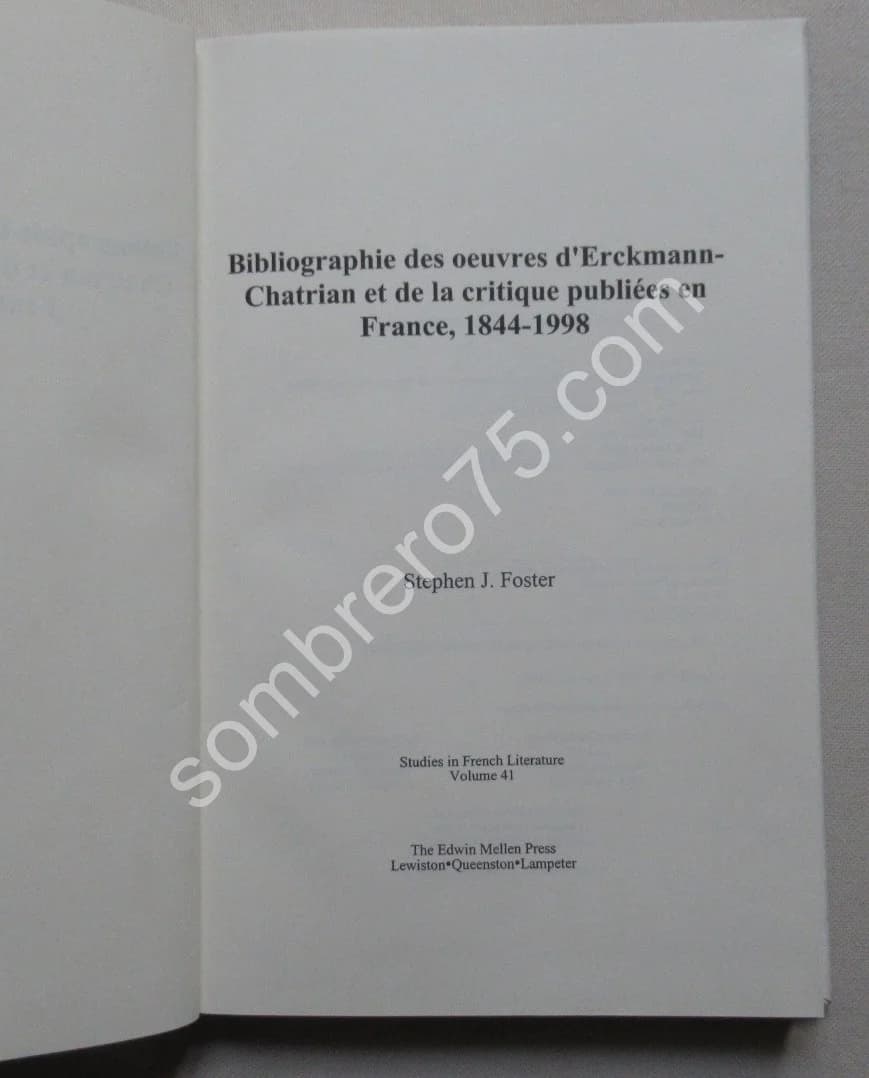 Bibliographie des oeuvres d'Erckmann-
Chatrian et de la critique publiées en
France, 1844-1998
Stephen J. Foster
Studies in French Literature
Volume 41
The Edwin Mellen Press
Lewiston•Queenston•Lampeter
sombrero75.com